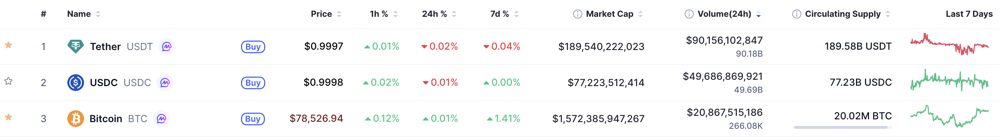 # Name Price 1h % 24h % 7d % Market Cap Volume(24h) Circulating Supply Last 7 Days
1 Tether USDT Buy $0.9997 0.01% 0.02% 0.04% $189,540,222,023 $90,156,102,847 189.58B USDT
90.18B
2 USDC USDC Buy $0.9998 0.02% 0.01% 0.00% $77,223,512,414 $49,686,869,921 77.23B USDC
49.69B
3 Bitcoin BTC Buy $78,526.94 0.12% 0.01% 1.41% $1,572,385,947,267 $20,867,515,186 20.02M BTC
266.08K